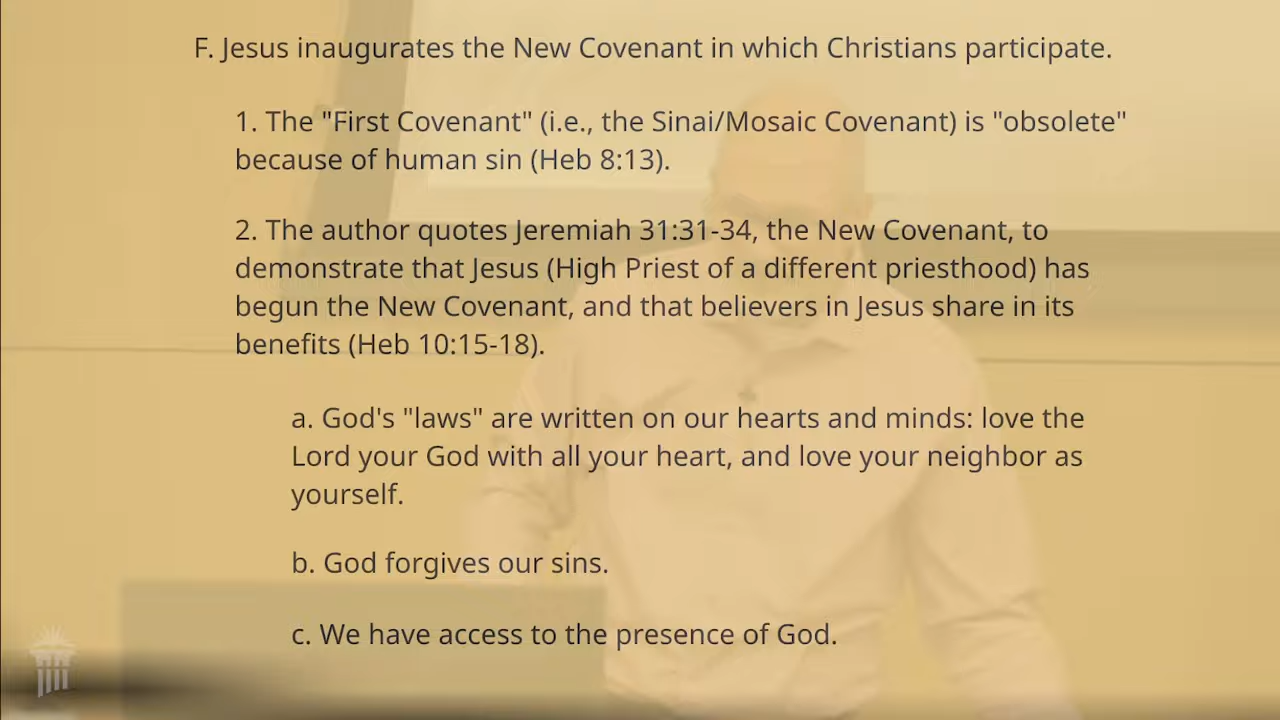 F. Jesus inaugurates the New Covenant in which Christians participate.
1. The "First Covenant" (i.e., the Sinai/Mosaic Covenant) is "obsolete"
because of human sin (Heb 8:13).
2. The author quotes Jeremiah 31:31-34, the New Covenant, to
demonstrate that Jesus (High Priest of a different priesthood) has
begun the New Covenant, and that believers in Jesus share in its
benefits (Heb 10:15-18).
a. God's "laws" are written on our hearts and minds: love the
Lord your God with all your heart, and love your neighbor as
yourself.
b. God forgives our sins.
c. We have access to the presence of God.